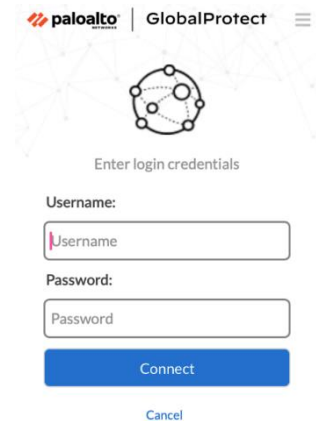 paloalto NETWORKS GlobalProtect
Enter login credentials
Username:
Username
Password:
Password
Connect
Cancel